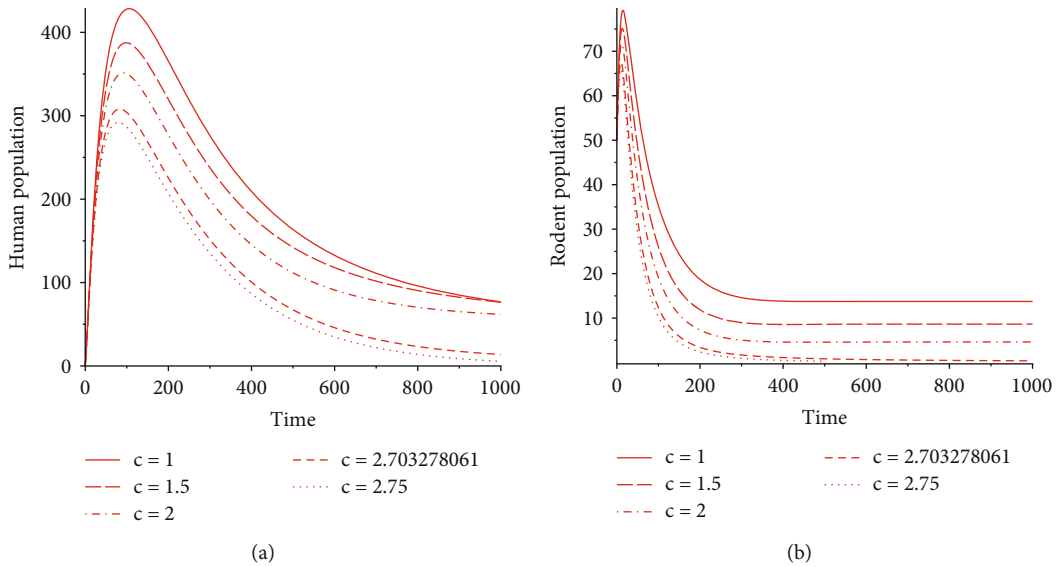 400
300
200
100
0
Human population
0
200
400
600
800
1000
Time
c = 1
c = 1.5
c = 2
c = 2.703278061
c = 2.75
(a)
70
60
50
40
30
20
10
Rodent population
0
200
400
600
800
1000
Time
c = 1
c = 1.5
c = 2
c = 2.703278061
c = 2.75
(b)